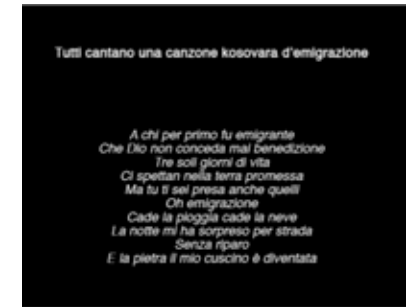 Tutti cantano una canzone kosovara d'emigrazione
A chi per primo fu emigrante
Che Dio non conceda mai benedizione
Tre soli giorni di vita
Ci spettan nella terra promessa
Ma tu ti sei presa anche quelli
Oh emigrazione
Cade la pioggia cade la neve
La notte mi ha sorpreso per strada
Senza riparo
E la pietra il mio cuscino è diventata